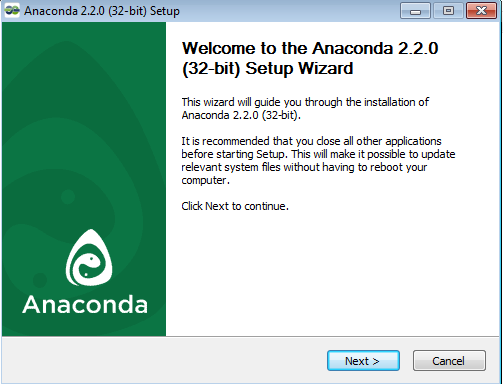 Anaconda 2.2.0 (32-bit) Setup
Welcome to the Anaconda 2.2.0
(32-bit) Setup Wizard
This wizard will guide you through the installation of
Anaconda 2.2.0 (32-bit).
It is recommended that you close all other applications
before starting Setup. This will make it possible to update
relevant system files without having to reboot your
computer.
Click Next to continue.
Anaconda
Next >
Cancel